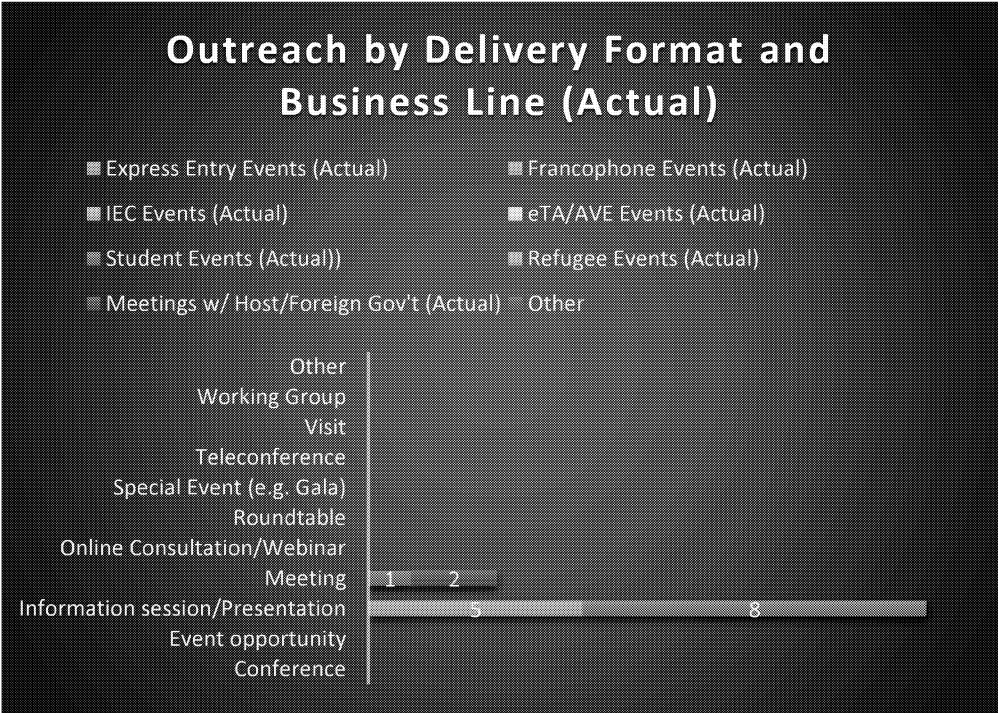 Outreach by Delivery Format and
Business Line (Actual)
Express Entry Events (Actual)
Francophone Events (Actual)
IEC Events (Actual)
eTA/AVE Events (Actual)
Student Events (Actual))
Refugee Events (Actual)
Meetings w/ Host/Foreign Gov't (Actual)
Other
Other
Working Group
Visit
Teleconference
Special Event (e.g. Gala)
Roundtable
Online Consultation/Webinar
Meeting 1 2
Information session/Presentation 5 8
Event opportunity
Conference